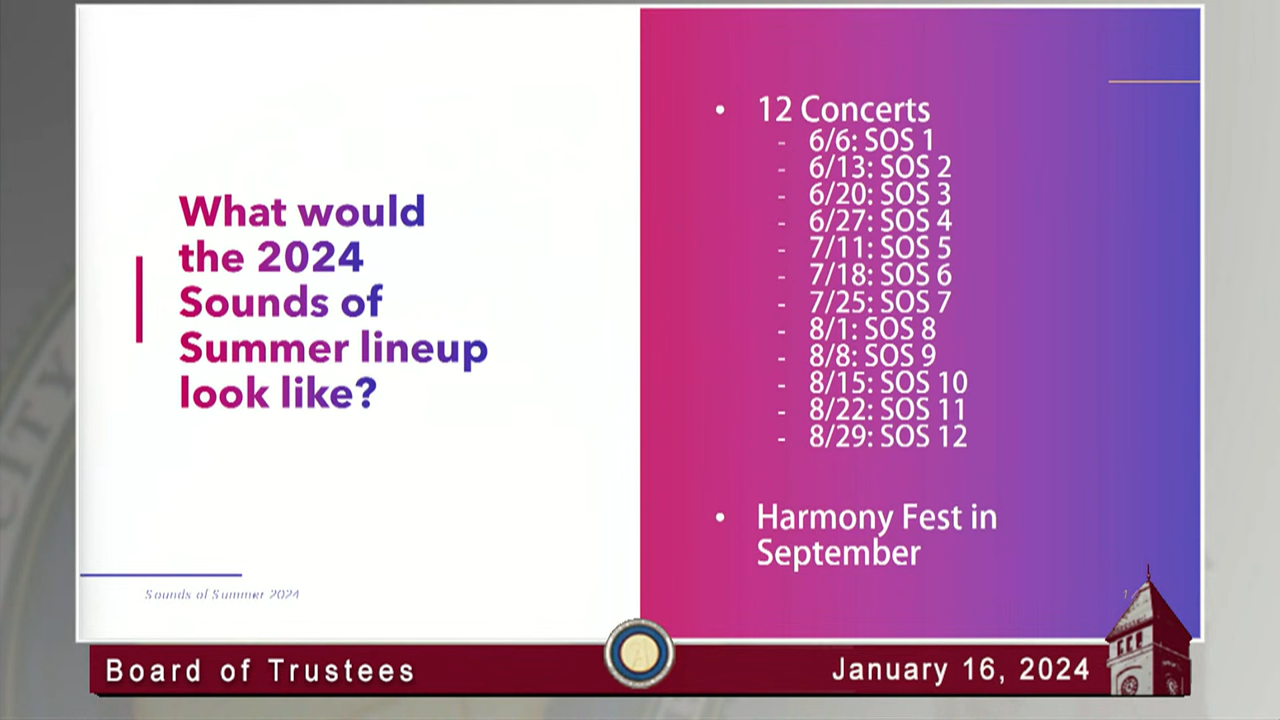 What would
the 2024
Sounds of
Summer lineup
look like?
Sounds of Summer 2024
• 12 Concerts
- 6/6: SOS 1
- 6/13: SOS 2
- 6/20: SOS 3
- 6/27: SOS 4
- 7/11: SOS 5
- 7/18: SOS 6
- 7/25: SOS 7
- 8/1: SOS 8
- 8/8: SOS 9
- 8/15: SOS 10
- 8/22: SOS 11
- 8/29: SOS 12
• Harmony Fest in
September
Board of Trustees
January 16, 2024
CITY